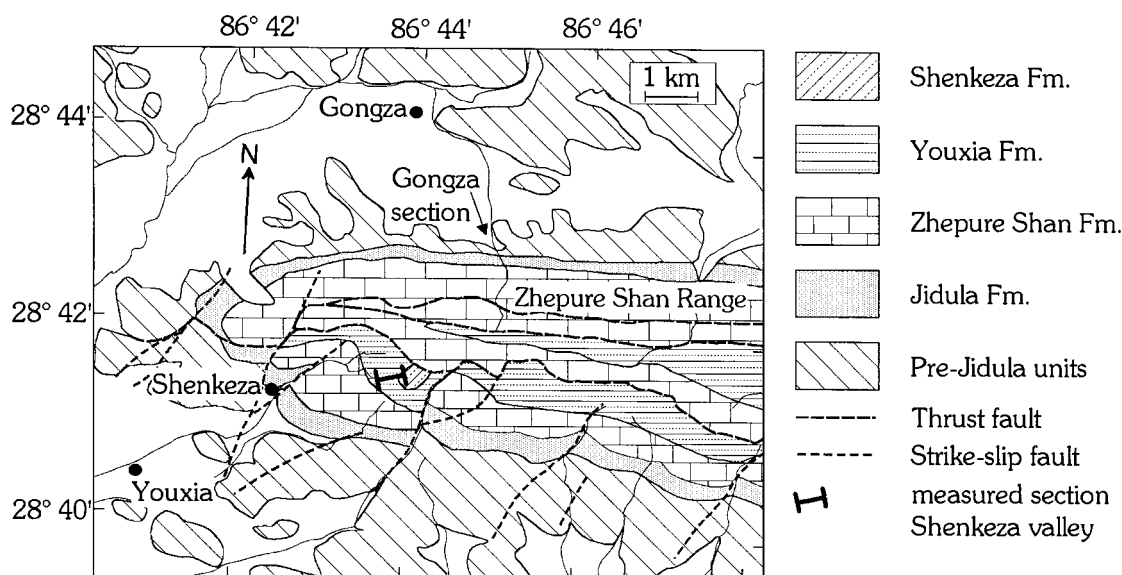 86° 42'
86° 44'
86° 46'
28° 44'
28° 42'
28° 40'
1 km
Gongza
N
Gongza
section
Zhepure Shan Range
Shenkeza
Youxia
Shenkeza Fm.
Youxia Fm.
Zhepure Shan Fm.
Jidula Fm.
Pre-Jidula units
Thrust fault
Strike-slip fault
measured section
Shenkeza valley